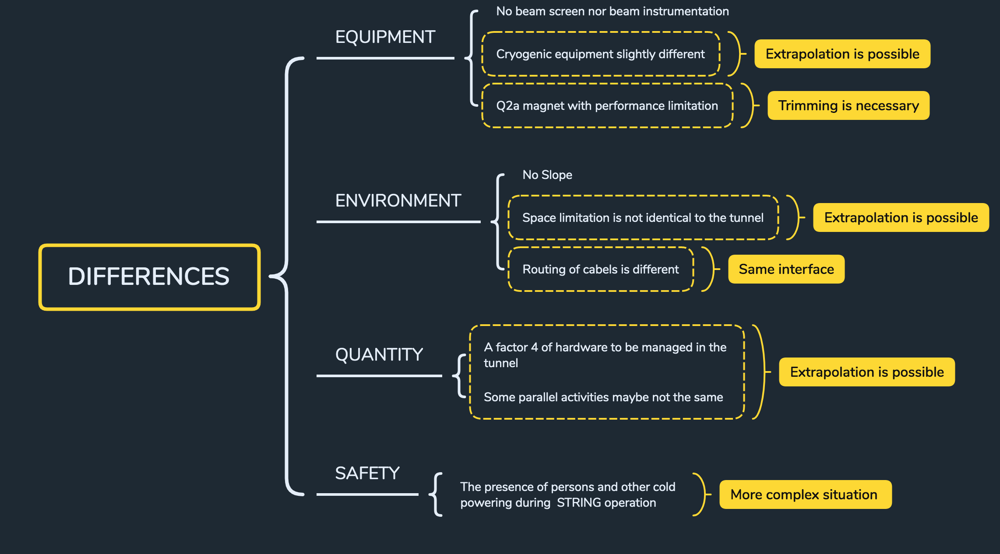 DIFFERENCES
EQUIPMENT
No beam screen nor beam instrumentation
Cryogenic equipment slightly different
Extrapolation is possible
Q2a magnet with performance limitation
Trimming is necessary
ENVIRONMENT
No Slope
Space limitation is not identical to the tunnel
Extrapolation is possible
Routing of cabels is different
Same interface
QUANTITY
A factor 4 of hardware to be managed in the
tunnel
Some parallel activities maybe not the same
Extrapolation is possible
SAFETY
The presence of persons and other cold
powering during  STRING operation
More complex situation